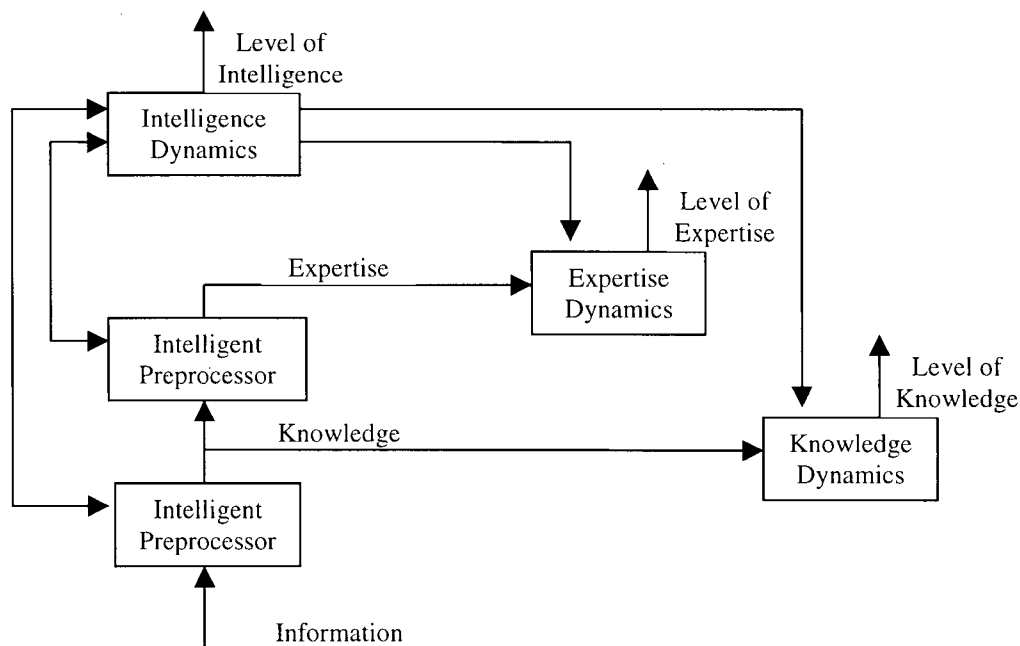 Level of
Intelligence
Intelligence
Dynamics
Level of
Expertise
Expertise
Expertise
Dynamics
Intelligent
Preprocessor
Level of
Knowledge
Knowledge
Knowledge
Dynamics
Intelligent
Preprocessor
Information